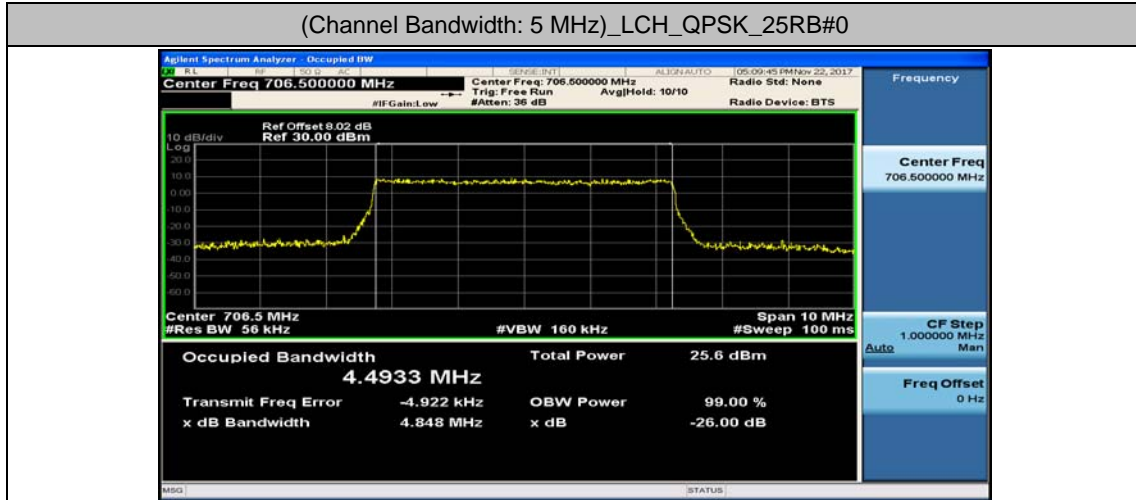 (Channel Bandwidth: 5 MHz)_LCH_QPSK_25RB#0
Agilent Spectrum Analyzer - Occupied BW
RL RF 50 Ω AC SENSE:INT ALIGN AUTO 05:09:45 PM Nov 22, 2017
Center Freq 706.500000 MHz
Center Freq: 706.500000 MHz
Radio Std: None
Trig: Free Run Avg|Hold: 10/10
#IFGain:Low
#Atten: 36 dB
Radio Device: BTS
Frequency
Ref Offset 8.02 dB
10 dB/div Ref 30.00 dBm
Log
20.0
10.0
0.00
-10.0
-20.0
-30.0
-40.0
-50.0
-60.0
Center 706.5 MHz Span 10 MHz
#Res BW 56 kHz #VBW 160 kHz #Sweep 100 ms
Occupied Bandwidth Total Power 25.6 dBm
4.4933 MHz
Transmit Freq Error -4.922 kHz OBW Power 99.00 %
x dB Bandwidth 4.848 MHz x dB -26.00 dB
Center Freq
706.500000 MHz
CF Step
1.000000 MHz
Auto Man
Freq Offset
0 Hz
MSG STATUS